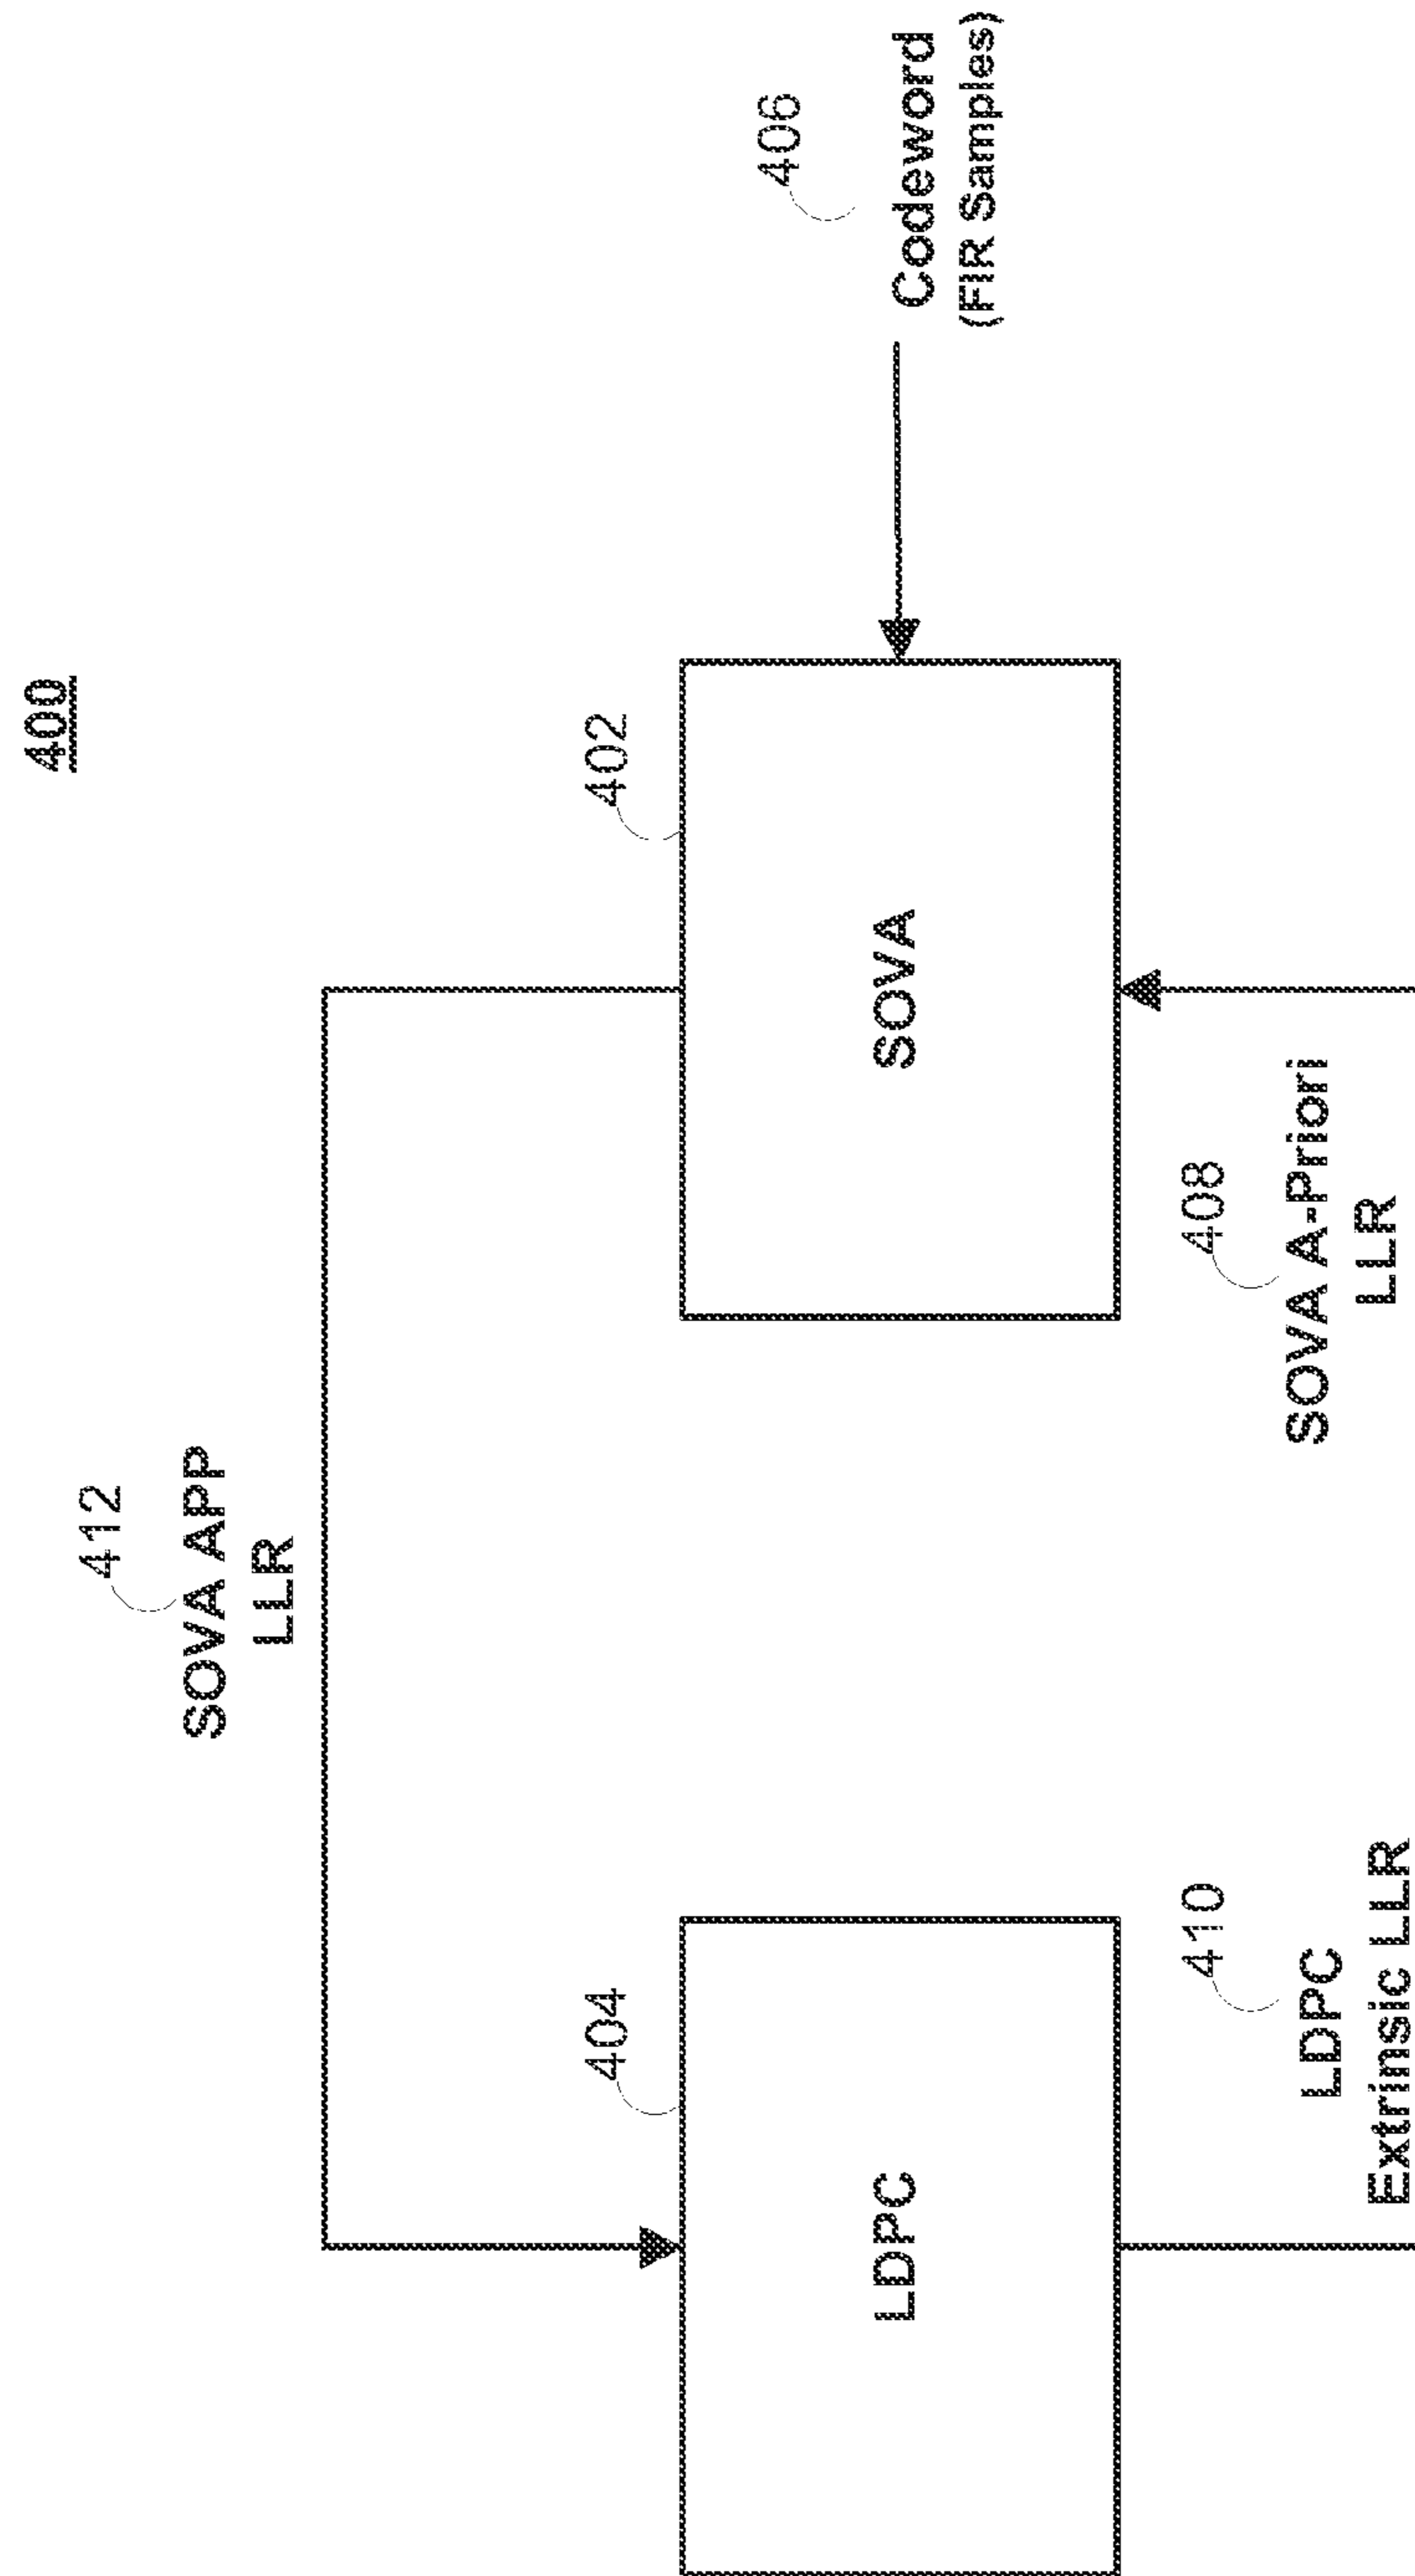 400
412
SOVA APP
LLR
404
LDPC
402
SOVA
406
Codeword
(FIR Samples)
410
LDPC
Extrinsic LLR
408
SOVA A-Priori
LLR